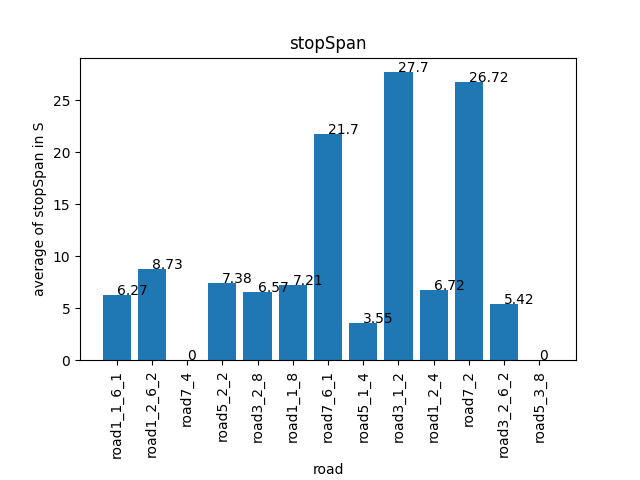 stopSpan
average of stopSpan in S
25
20
15
10
5
0
6.27
8.73
0
7.38
6.57
7.21
21.7
3.55
27.7
6.72
26.72
5.42
0
road1_1_6_1
road1_2_6_2
road7_4
road5_2_2
road3_2_8
road1_1_8
road7_6_1
road5_1_4
road3_1_2
road1_2_4
road7_2
road3_2_6_2
road5_3_8
road